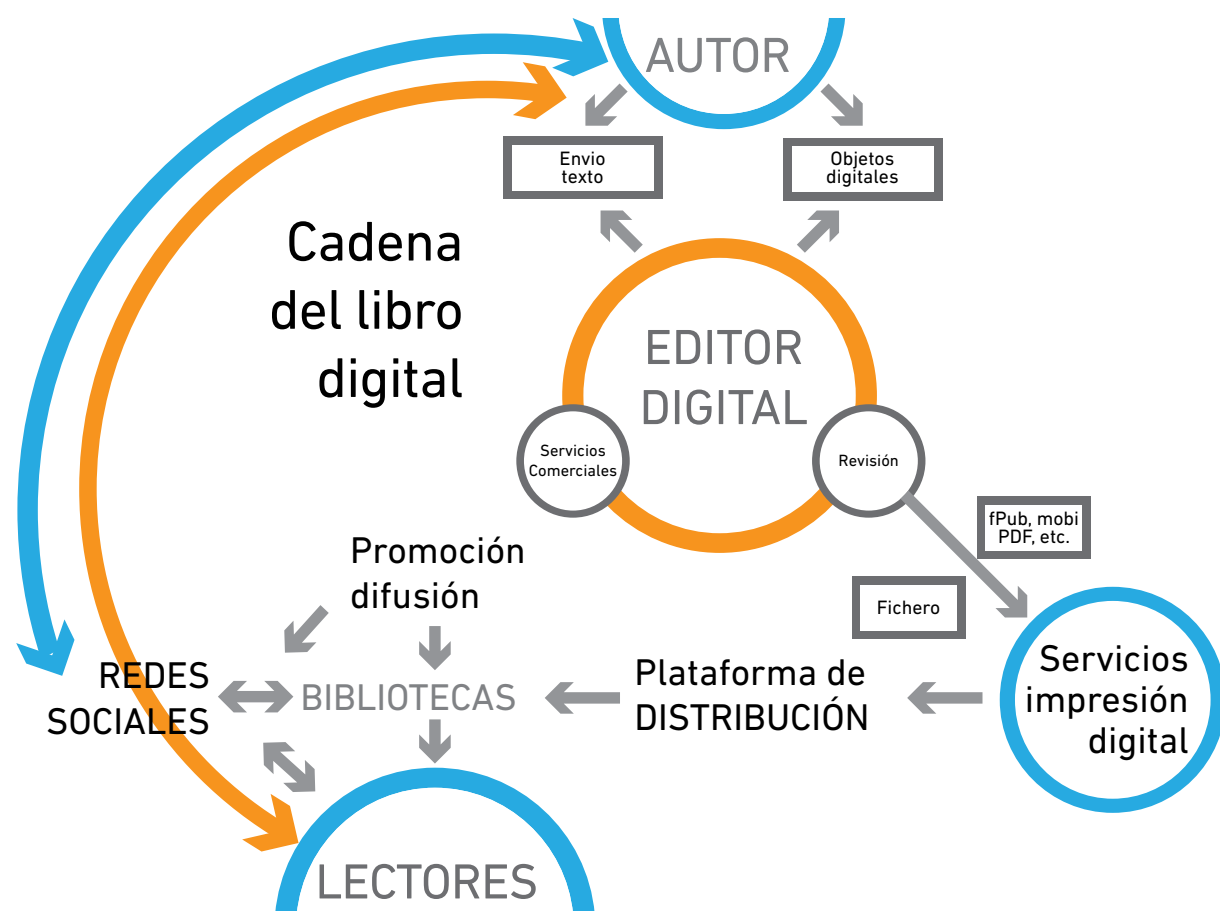 AUTOR
Envio
texto
Objetos
digitales
Cadena
del libro
digital
EDITOR
DIGITAL
Servicios
Comerciales
Revisión
fPub, mobi
PDF, etc.
Fichero
Promoción
difusión
REDES
SOCIALES
BIBLIOTECAS
Plataforma de
DISTRIBUCIÓN
Servicios
impresión
digital
LECTORES